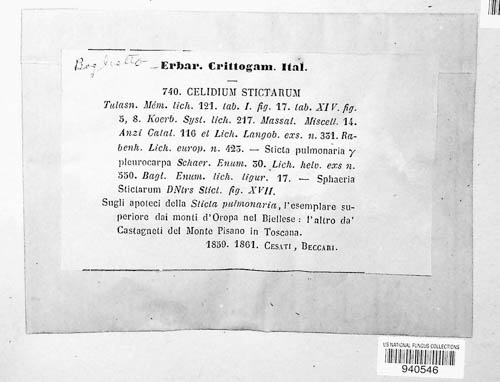 Baglietto — Erbar. Crittogam. Ital.
740. CELIDIUM STICTARUM
Tulasn. Mém. lich. 121. tab. I. fig. 17. tab. XIV. fig.
5, 8. Koerb. Syst. lich. 217. Massal. Miscell. 14.
Anzi Catal. 116 et Lich. Langob. exs. n. 331. Ra-
benh. Lich. europ. n. 423. — Sticta pulmonaria γ
pleurocarpa Schaer. Enum. 30. Lich. helv. exs n.
550. Bagl. Enum. lich. ligur. 17. — Sphaeria
Stictarum DNtrs Stict. fig. XVII.
Sugli apoteci della Sticta pulmonaria, l'esemplare su-
periore dai monti d'Oropa nel Biellese : l'altro da'
Castagneti del Monte Pisano in Toscana.
1859. 1861. CESATI, BECCARI.
US NATIONAL FUNGUS COLLECTIONS
940546